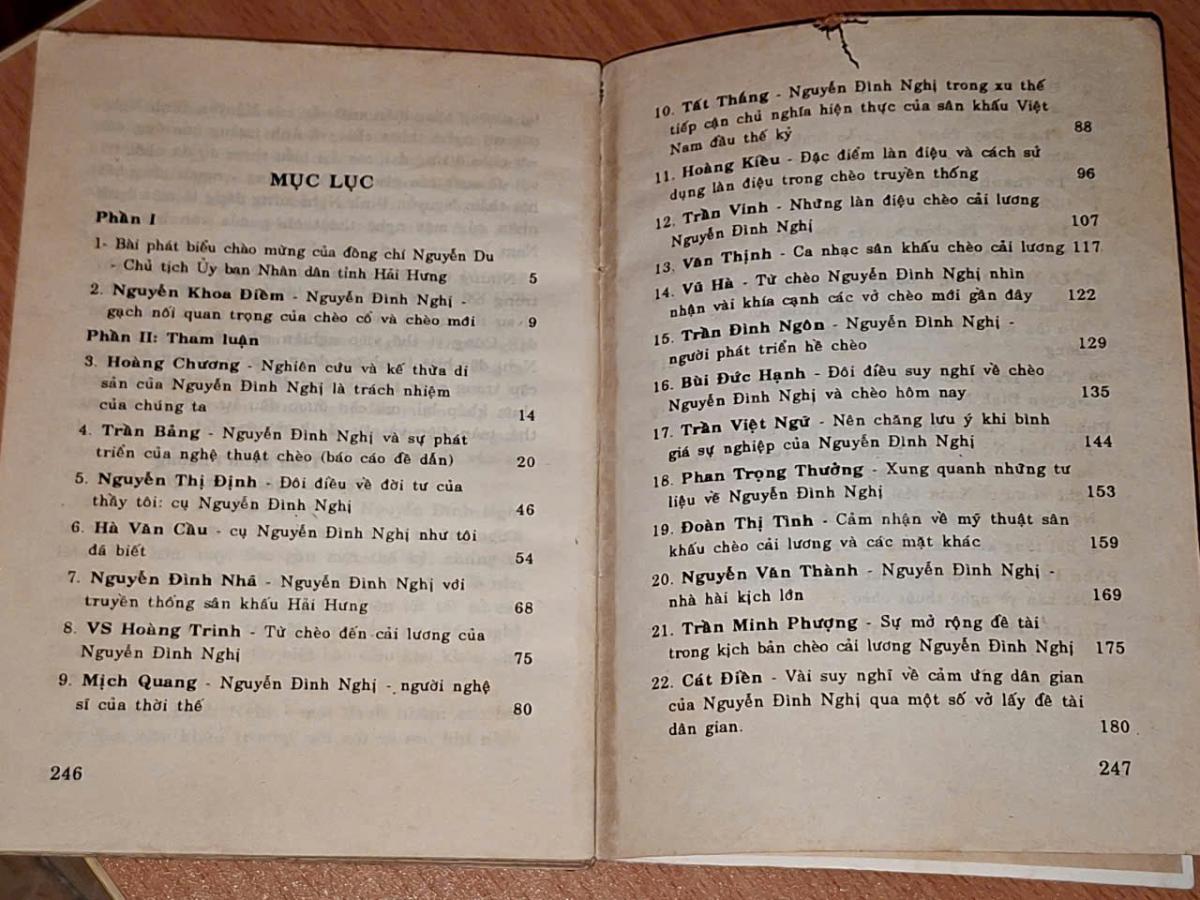 MỤC LỤC
Phần I
1- Bài phát biểu chào mừng của đồng chí Nguyễn Du
- Chủ tịch Ủy ban Nhân dân tỉnh Hải Hưng 5
2. Nguyễn Khoa Điềm - Nguyễn Đình Nghị -
gạch nối quan trọng của chèo cổ và chèo mới 9
Phần II: Tham luận
3. Hoàng Chương - Nghiên cứu và kế thừa di
sản của Nguyễn Đình Nghị là trách nhiệm
của chúng ta 14
4. Trần Bảng - Nguyễn Đình Nghị và sự phát
triển của nghệ thuật chèo (báo cáo đề dẫn) 20
5. Nguyễn Thị Định - Đôi điều về đời tư của
thầy tôi: cụ Nguyễn Đình Nghị 46
6. Hà Văn Cầu - cụ Nguyễn Đình Nghị như tôi
đã biết 54
7. Nguyễn Đình Nhã - Nguyễn Đình Nghị với
truyền thống sân khấu Hải Hưng 68
8. VS Hoàng Trinh - Từ chèo đến cải lương của
Nguyễn Đình Nghị 75
9. Mịch Quang - Nguyễn Đình Nghị - người nghệ
sĩ của thời thế 80
246
10. Tất Thắng - Nguyễn Đình Nghị trong xu thế
tiếp cận chủ nghĩa hiện thực của sân khấu Việt
Nam đầu thế kỷ 88
11. Hoàng Kiều - Đặc điểm làn điệu và cách sử
dụng làn điệu trong chèo truyền thống 96
12. Trần Vinh - Những làn điệu chèo cải lương
Nguyễn Đình Nghị 107
13. Văn Thịnh - Ca nhạc sân khấu chèo cải lương 117
14. Vũ Hà - Từ chèo Nguyễn Đình Nghị nhìn
nhận vài khía cạnh các vở chèo mới gần đây 122
15. Trần Đình Ngôn - Nguyễn Đình Nghị -
người phát triển hề chèo 129
16. Bùi Đức Hạnh - Đôi điều suy nghĩ về chèo
Nguyễn Đình Nghị và chèo hôm nay 135
17. Trần Việt Ngữ - Nên chăng lưu ý khi bình
giá sự nghiệp của Nguyễn Đình Nghị 144
18. Phan Trọng Thưởng - Xung quanh những tư
liệu về Nguyễn Đình Nghị 153
19. Đoàn Thị Tình - Cảm nhận về mỹ thuật sân
khấu chèo cải lương và các mặt khác 159
20. Nguyễn Văn Thành - Nguyễn Đình Nghị -
nhà hài kịch lớn 169
21. Trần Minh Phượng - Sự mở rộng đề tài
trong kịch bản chèo cải lương Nguyễn Đình Nghị 175
22. Cát Điền - Vài suy nghĩ về cảm ứng dân gian
của Nguyễn Đình Nghị qua một số vở lấy đề tài
dân gian. 180
247